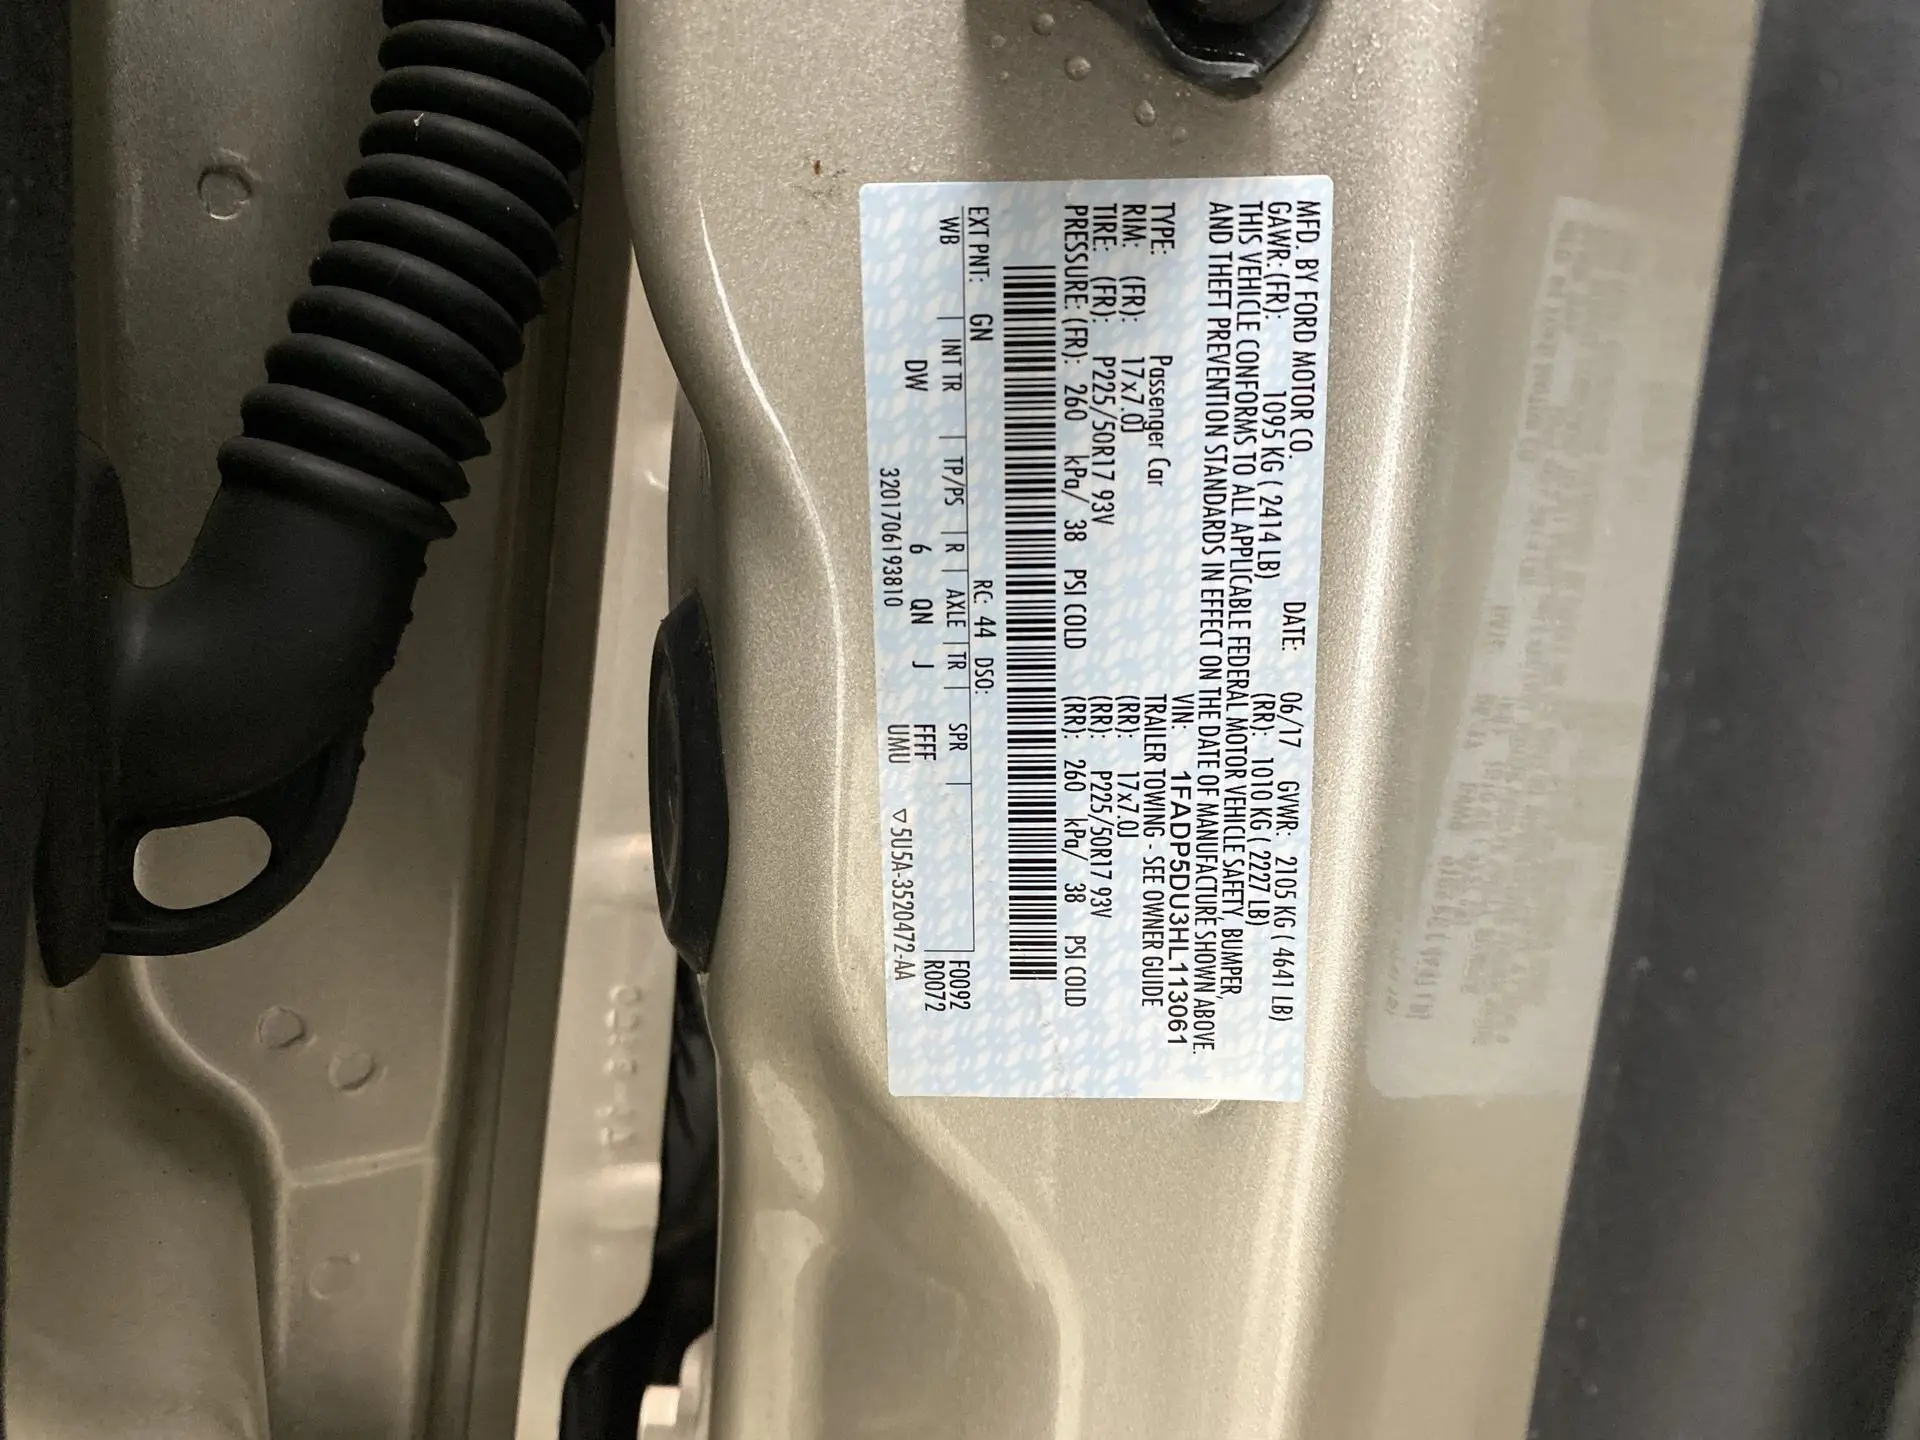 MFD. BY FORD MOTOR CO.
DATE: 06/17 GVWR: 2105 KG ( 4641 LB)
GAWR: (FR): 1095 KG ( 2414 LB) (RR): 1010 KG ( 2227 LB)
THIS VEHICLE CONFORMS TO ALL APPLICABLE FEDERAL MOTOR VEHICLE SAFETY, BUMPER,
AND THEFT PREVENTION STANDARDS IN EFFECT ON THE DATE OF MANUFACTURE SHOWN ABOVE.
VIN: 1FADP5DU3HL113061
TYPE: Passenger Car TRAILER TOWING - SEE OWNER GUIDE
RIM: (FR): 17x7.0J (RR): 17x7.0J
TIRE: (FR): P225/50R17 93V (RR): P225/50R17 93V
PRESSURE: (FR): 260 kPa/ 38 PSI COLD (RR): 260 kPa/ 38 PSI COLD
EXT PNT: GN RC: 44 DSO: F0092
WB | INT TR | TP/PS | R | AXLE | TR | SPR | R0072
DW 6 QN J FFFF
UMU
3201706193810 ▽5U5A-3520472-AA